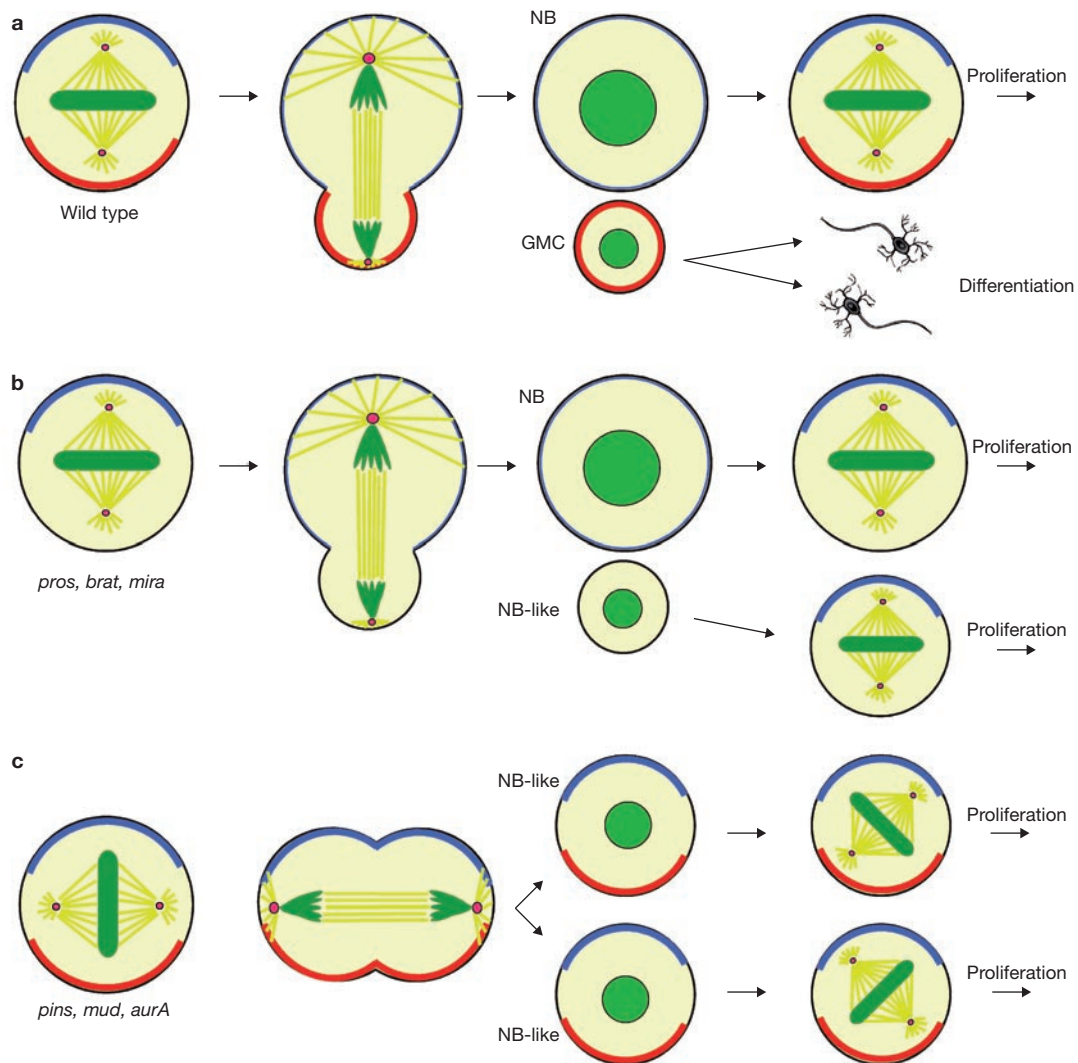 a
NB
Proliferation
Wild type
GMC
Differentiation
b
NB
Proliferation
pros, brat, mira
NB-like
Proliferation
c
NB-like
Proliferation
pins, mud, aurA
NB-like
Proliferation